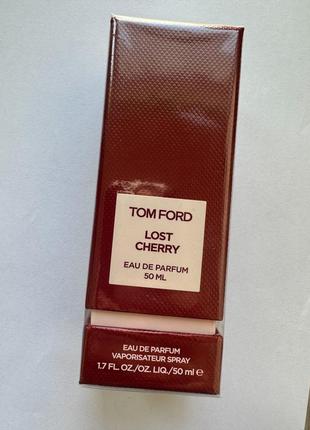 TOM FORD
LOST
CHERRY
EAU DE PARFUM
50 ML
EAU DE PARFUM
VAPORISATEUR SPRAY
1.7 FL. OZ./OZ. LIQ./50 ml ℮